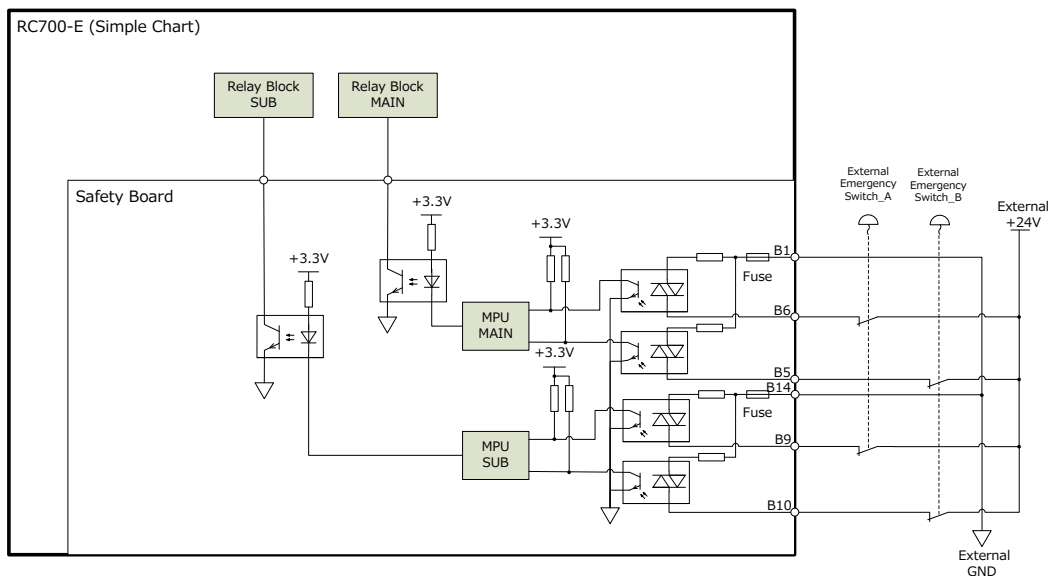 RC700-E (Simple Chart)
Relay Block
SUB
Relay Block
MAIN
Safety Board
+3.3V
+3.3V
+3.3V
+3.3V
MPU
MAIN
MPU
SUB
Fuse
Fuse
B1
B6
B5
B14
B9
B10
External
Emergency
Switch_A
External
Emergency
Switch_B
External
+24V
External
GND